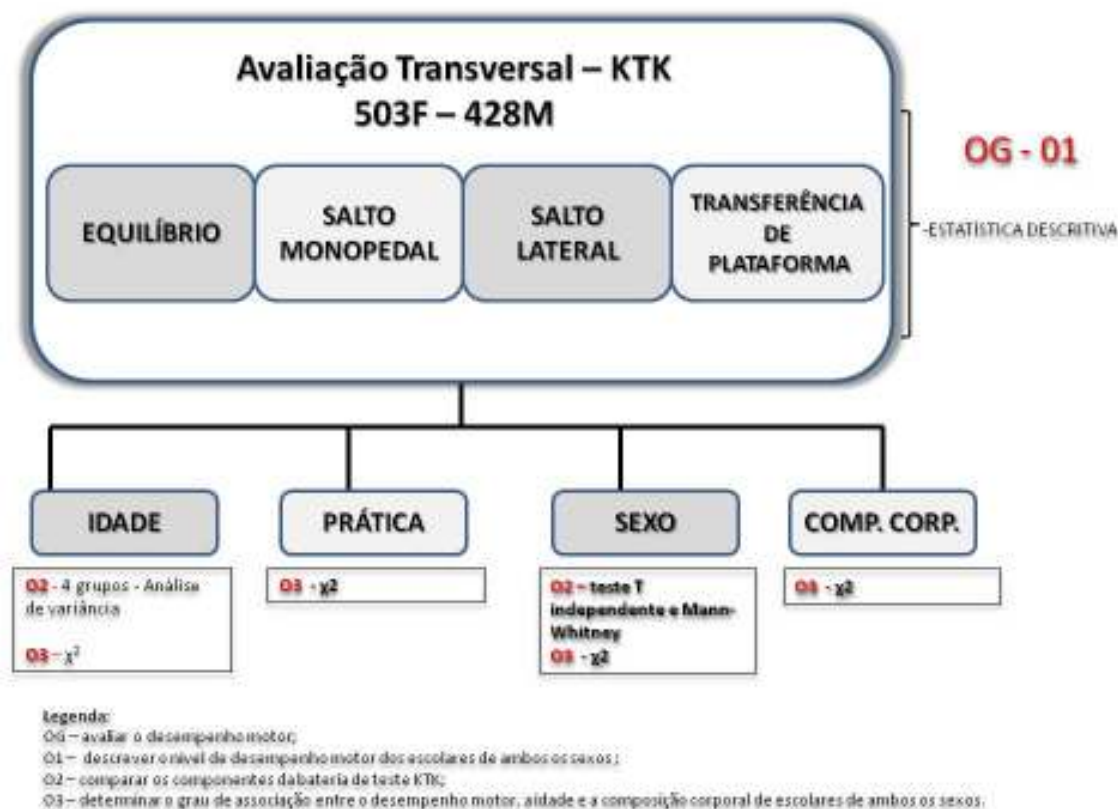 Avaliação Transversal – KTK
503F – 428M
EQUILÍBRIO
SALTO
MONOPEDAL
SALTO
LATERAL
TRANSFERÊNCIA
DE
PLATAFORMA
OG - 01
-ESTATÍSTICA DESCRITIVA
IDADE
O2 - 4 grupos - Análise
de variância
O3 – χ²
PRÁTICA
O3 - χ2
SEXO
O2 – teste T
independente e Mann-
Whitney
O3 - χ2
COMP. CORP.
O3 - χ2
Legenda:
OG – avaliar o desempenho motor;
O1 – descrever o nível de desempenho motor dos escolares de ambos os sexos;
O2 – comparar os componentes da bateria de teste KTK;
O3 – determinar o grau de associação entre o desempenho motor, aidade e a composição corporal de escolares de ambos os sexos.